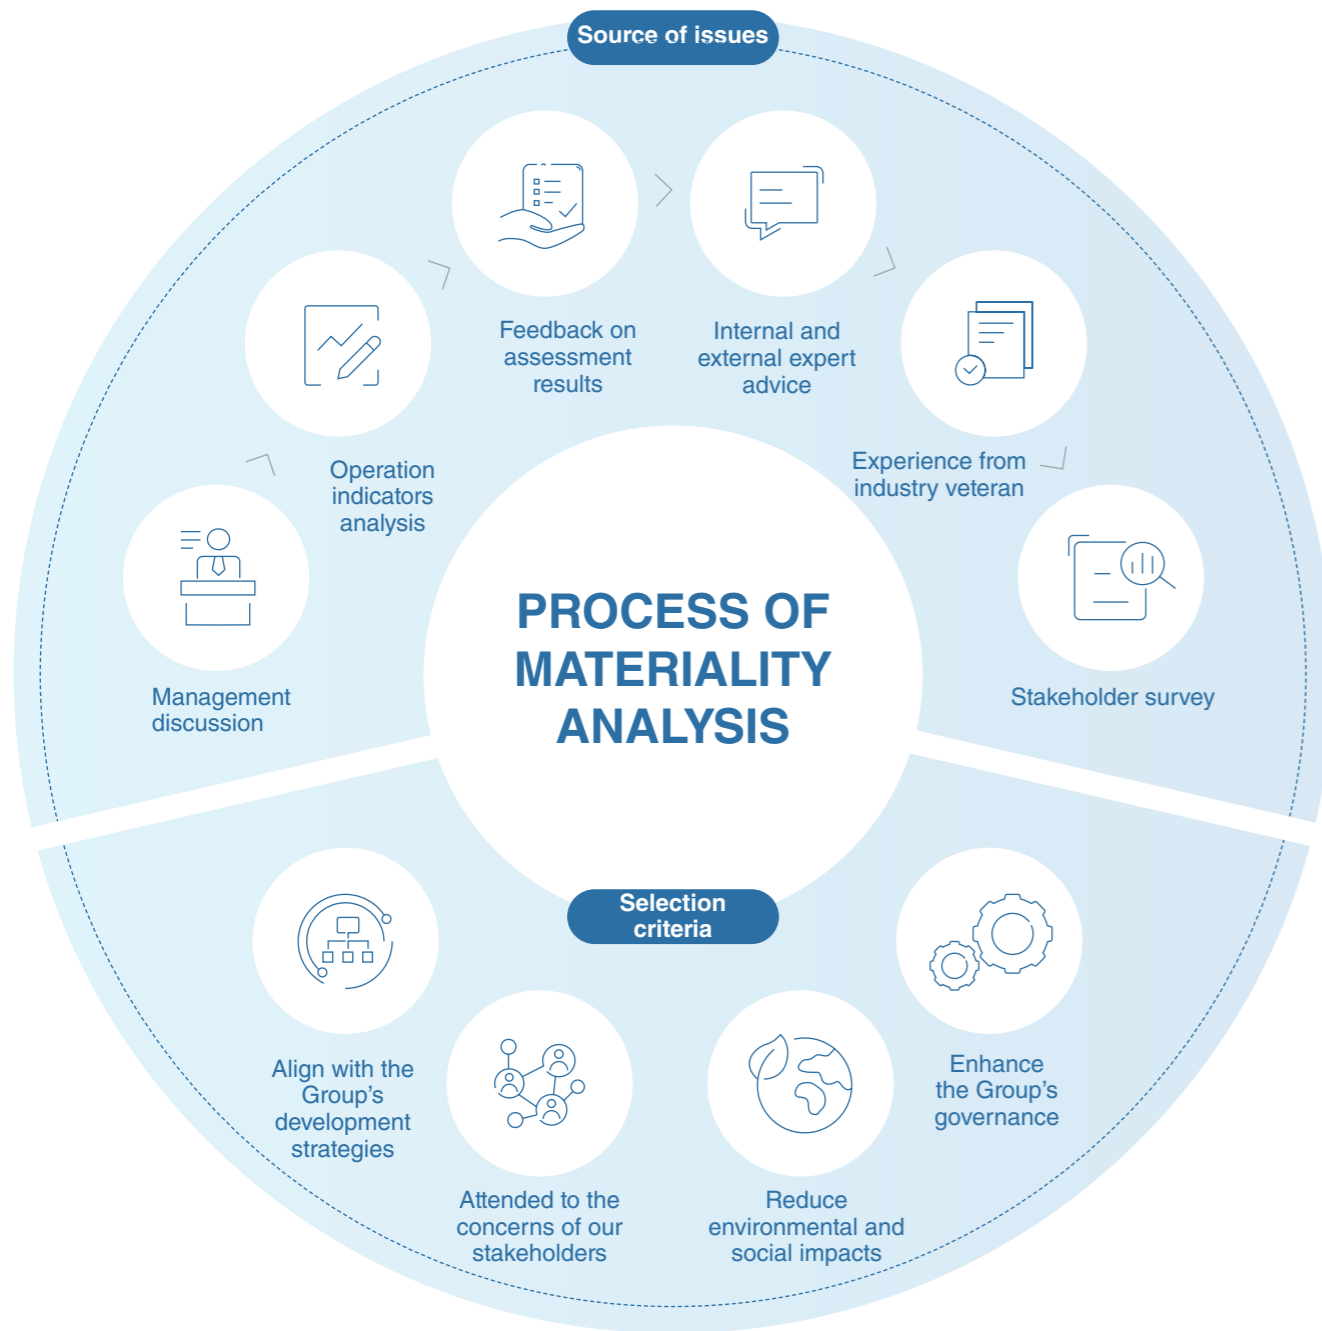 Source of issues
Feedback on
assessment
results
Internal and
external expert
advice
Operation
indicators
analysis
Experience from
industry veteran
Management
discussion
Stakeholder survey
PROCESS OF
MATERIALITY
ANALYSIS
Selection
criteria
Align with the
Group's
development
strategies
Attended to the
concerns of our
stakeholders
Reduce
environmental and
social impacts
Enhance
the Group's
governance